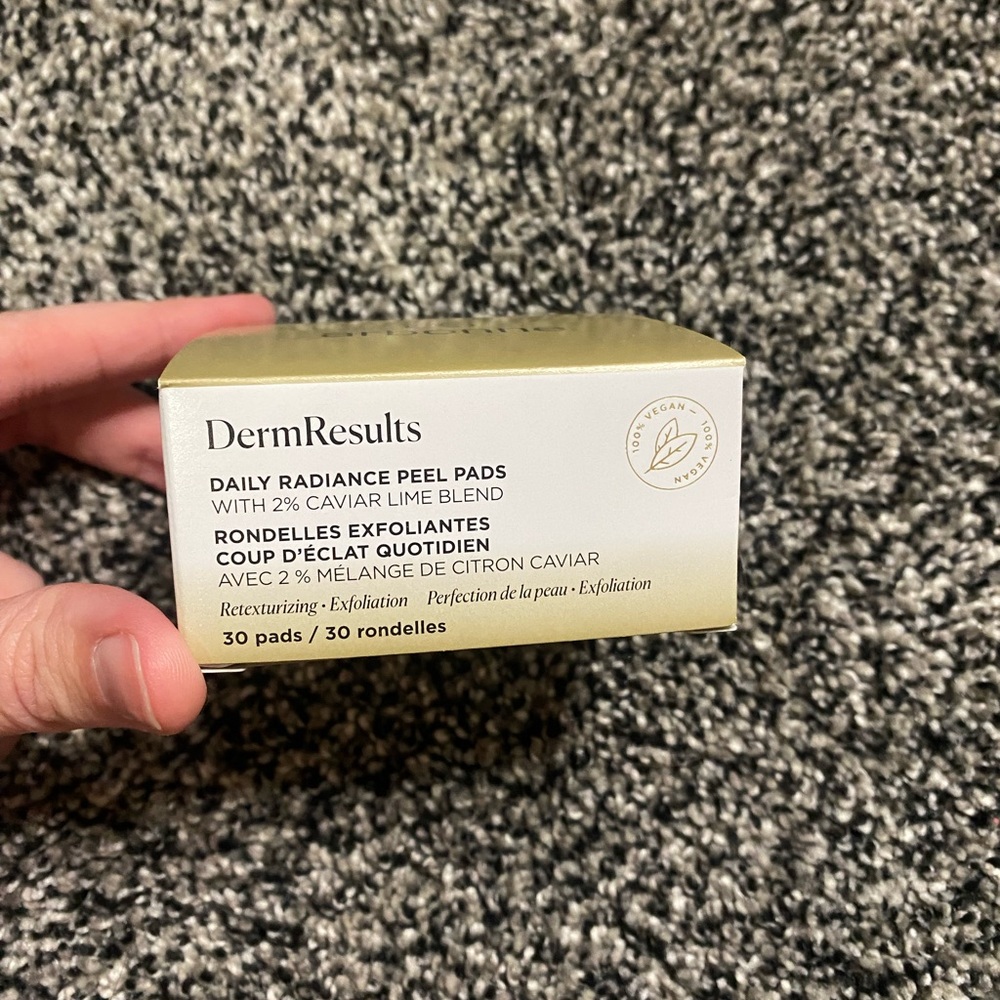 arbonne
DermResults
DAILY RADIANCE PEEL PADS
WITH 2% CAVIAR LIME BLEND
RONDELLES EXFOLIANTES
COUP D'ÉCLAT QUOTIDIEN
AVEC 2 % MÉLANGE DE CITRON CAVIAR
Retexturizing • Exfoliation Perfection de la peau • Exfoliation
30 pads / 30 rondelles
100% VEGAN – 100% VEGAN